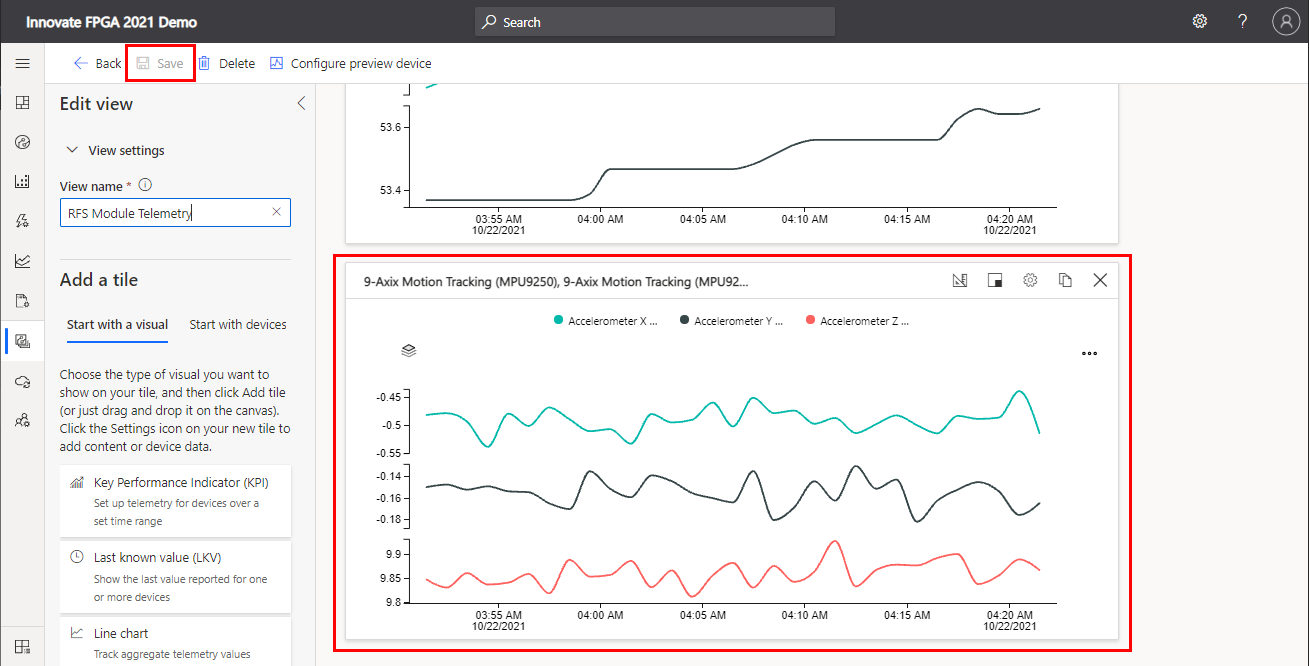 Innovate FPGA 2021 Demo
Search
?
Back
Save
Delete
Configure preview device
Edit view
View settings
View name *
RFS Module Telemetry
Add a tile
Start with a visual
Start with devices
Choose the type of visual you want to
show on your tile, and then click Add tile
(or just drag and drop it on the canvas).
Click the Settings icon on your new tile to
add content or device data.
Key Performance Indicator (KPI)
Set up telemetry for devices over a
set time range
Last known value (LKV)
Show the last value reported for one
or more devices
Line chart
Track aggregate telemetry values
53.6
53.4
03:55 AM 04:00 AM 04:05 AM 04:10 AM 04:15 AM 04:20 AM
10/22/2021 10/22/2021
9-Axix Motion Tracking (MPU9250), 9-Axix Motion Tracking (MPU92...
Accelerometer X ... Accelerometer Y ... Accelerometer Z ...
-0.45
-0.5
-0.55
-0.14
-0.16
-0.18
9.9
9.85
9.8
03:55 AM 04:00 AM 04:05 AM 04:10 AM 04:15 AM 04:20 AM
10/22/2021 10/22/2021